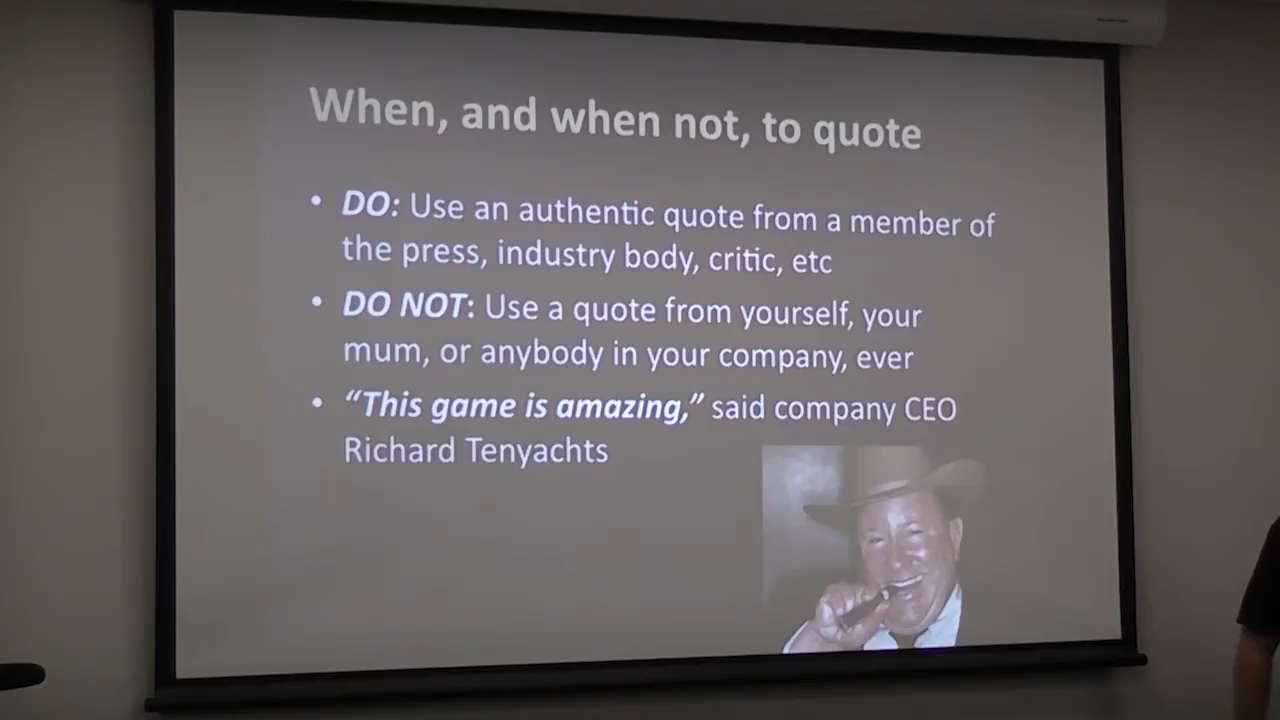 When, and when not, to quote
• DO: Use an authentic quote from a member of
the press, industry body, critic, etc
• DO NOT: Use a quote from yourself, your
mum, or anybody in your company, ever
• “This game is amazing,” said company CEO
Richard Tenyachts